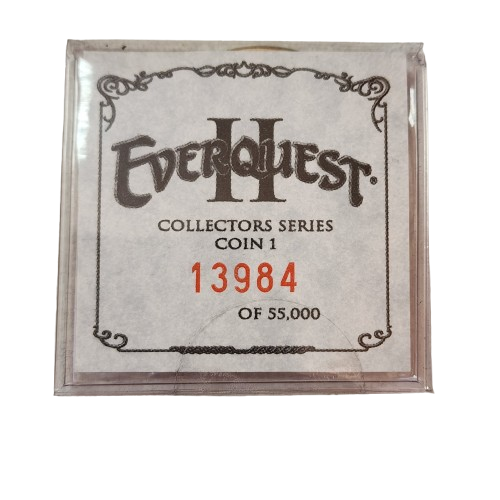 EVERQUEST®
II
COLLECTORS SERIES
COIN 1
13984
OF 55,000